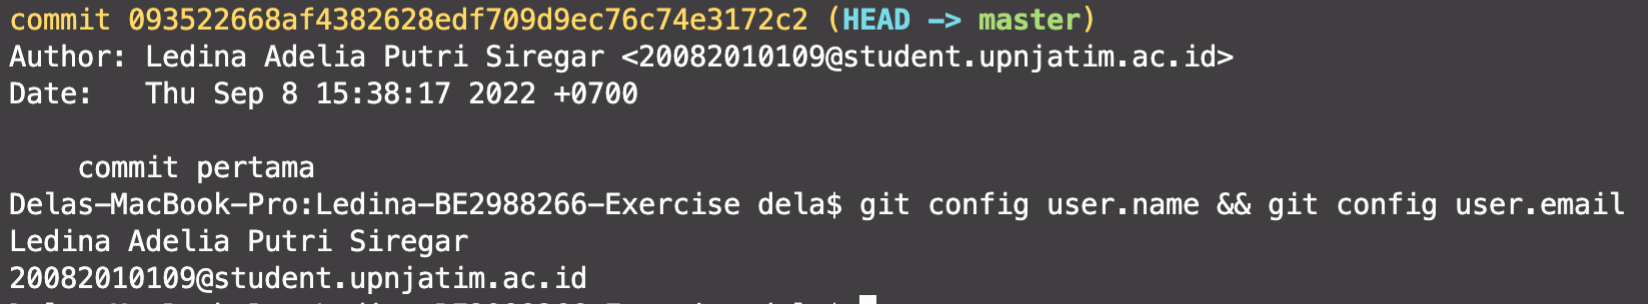 commit 093522668af4382628edf709d9ec76c74e3172c2 (HEAD -> master)
Author: Ledina Adelia Putri Siregar <20082010109@student.upnjatim.ac.id>
Date:   Thu Sep 8 15:38:17 2022 +0700
    commit pertama
Delas-MacBook-Pro:Ledina-BE2988266-Exercise dela$ git config user.name && git config user.email
Ledina Adelia Putri Siregar
20082010109@student.upnjatim.ac.id